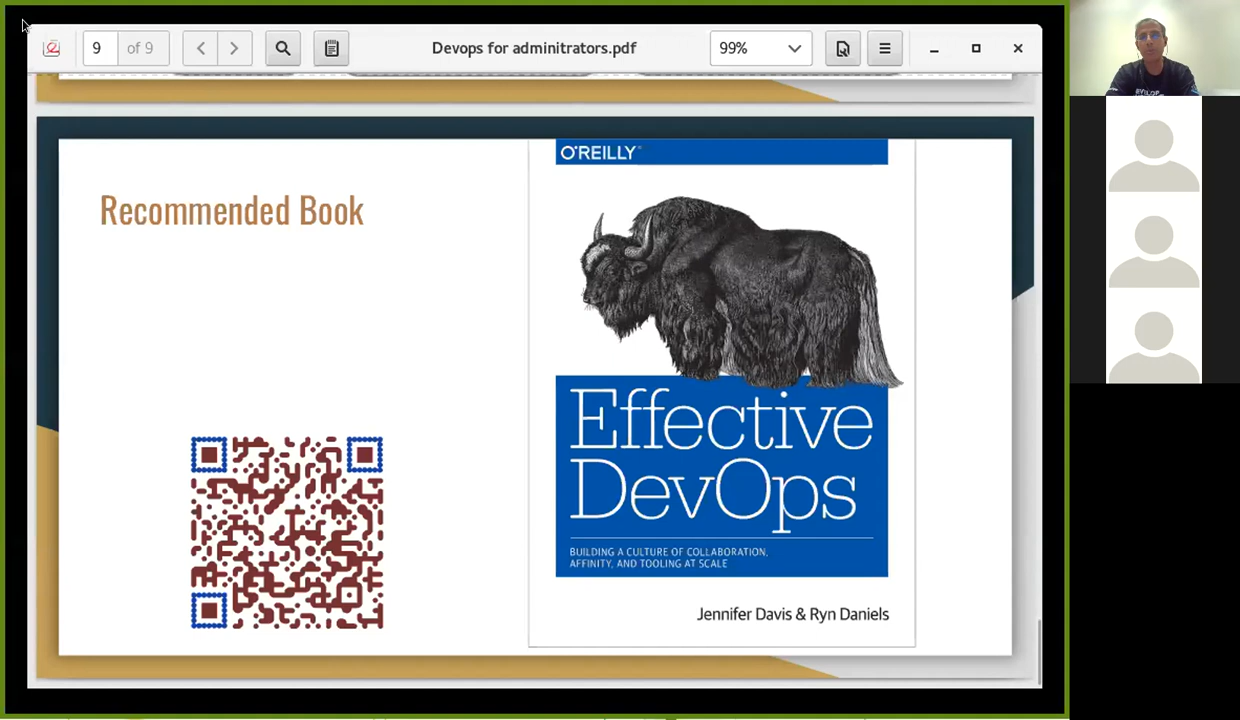 9 of 9
Devops for adminitrators.pdf
99%
O'REILLY
Recommended Book
Effective
DevOps
BUILDING A CULTURE OF COLLABORATION,
AFFINITY, AND TOOLING AT SCALE
Jennifer Davis & Ryn Daniels